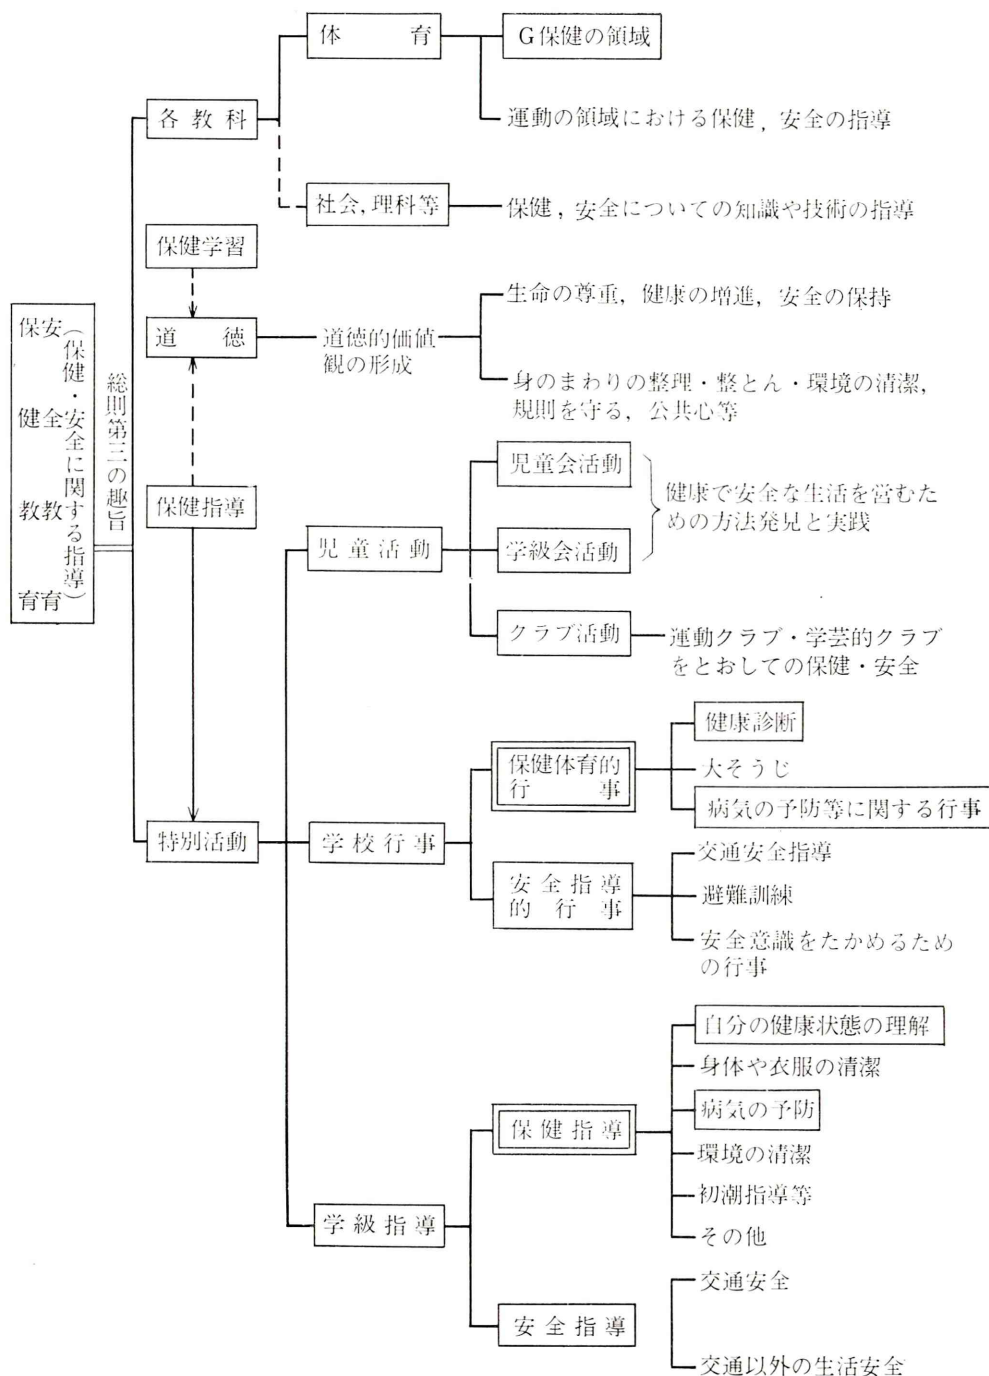 保健教育
安全教育
（保健・安全に関する指導）
総則第三の趣旨
各教科
体育
G保健の領域
運動の領域における保健，安全の指導
社会，理科等
保健，安全についての知識や技術の指導
保健学習
道徳
道徳的価値
観の形成
生命の尊重，健康の増進，安全の保持
身のまわりの整理・整とん・環境の清潔，
規則を守る，公共心等
保健指導
特別活動
児童活動
児童会活動
学級会活動
健康で安全な生活を営むた
めの方法発見と実践
クラブ活動
運動クラブ・学芸的クラブ
をとおしての保健・安全
学校行事
保健体育的
行事
健康診断
大そうじ
病気の予防等に関する行事
安全指導
的行事
交通安全指導
避難訓練
安全意識をたかめるため
の行事
学級指導
保健指導
自分の健康状態の理解
身体や衣服の清潔
病気の予防
環境の清潔
初潮指導等
その他
安全指導
交通安全
交通以外の生活安全